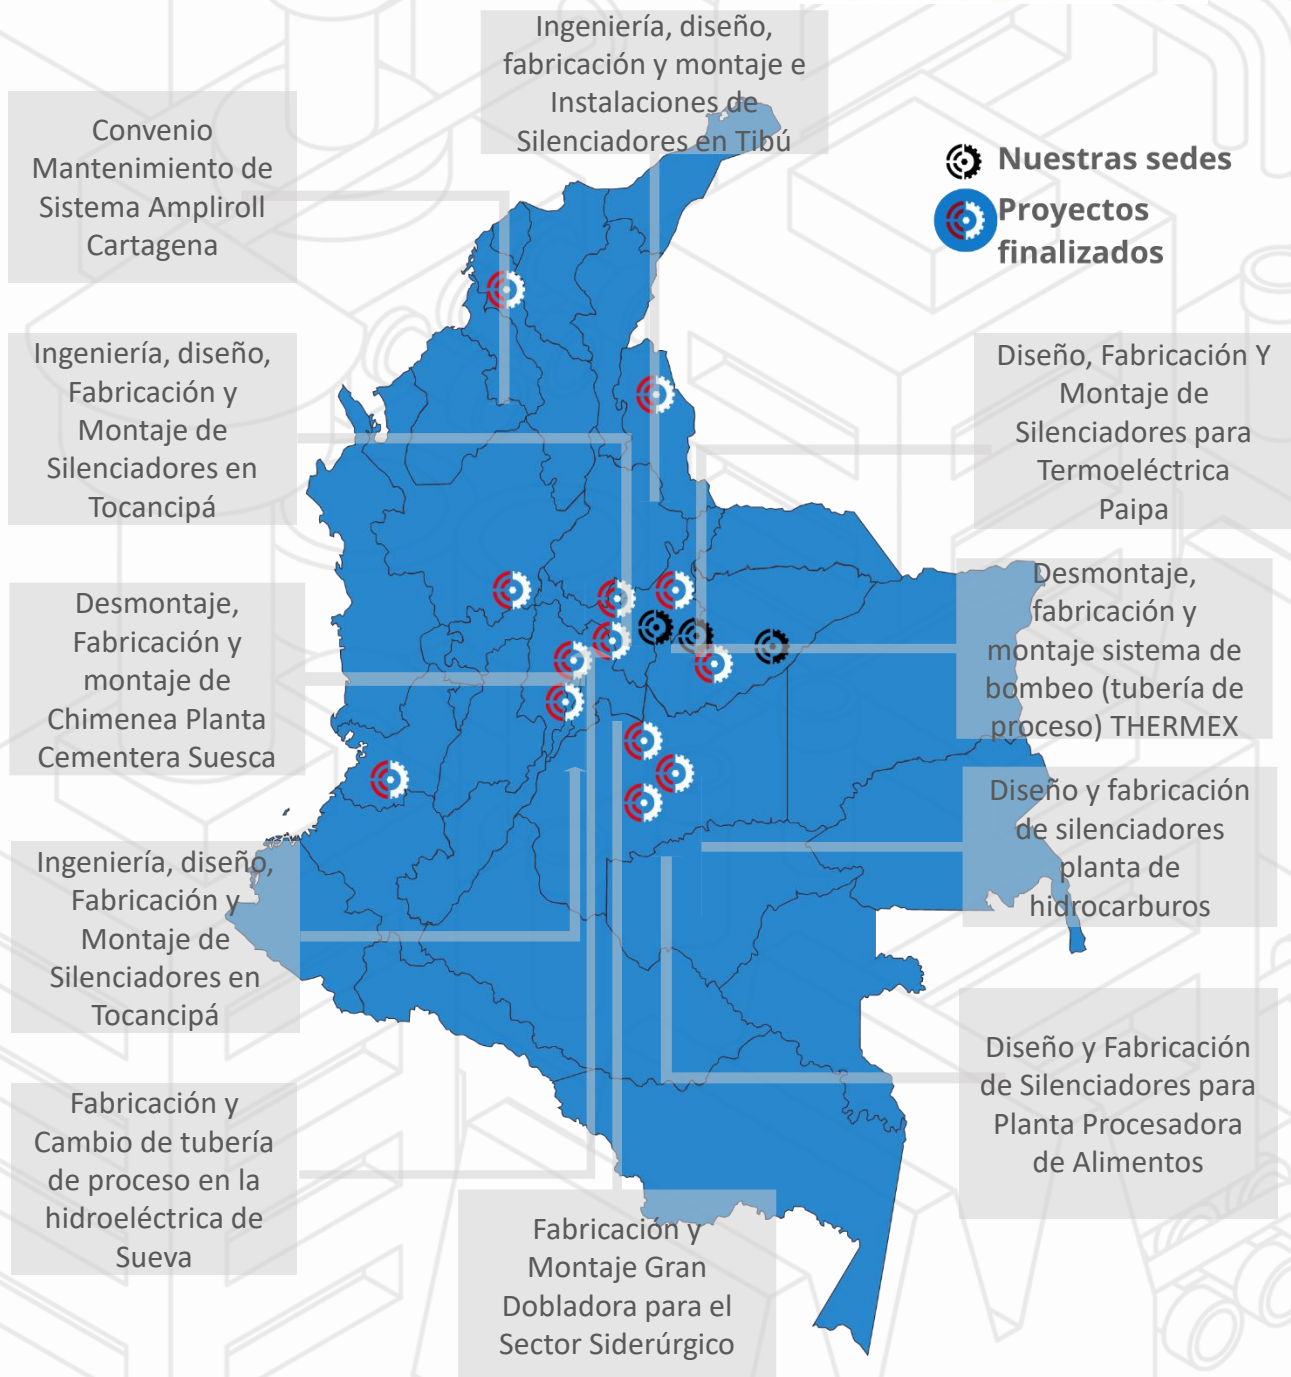 Ingeniería, diseño,
fabricación y montaje e
Instalaciones de
Silenciadores en Tibú
Convenio
Mantenimiento de
Sistema Ampliroll
Cartagena
Nuestras sedes
Proyectos
finalizados
Ingeniería, diseño,
Fabricación y
Montaje de
Silenciadores en
Tocancipá
Diseño, Fabricación Y
Montaje de
Silenciadores para
Termoeléctrica
Paipa
Desmontaje,
Fabricación y
montaje de
Chimenea Planta
Cementera Suesca
Desmontaje,
fabricación y
montaje sistema de
bombeo (tubería de
proceso) THERMEX
Diseño y fabricación
de silenciadores
planta de
hidrocarburos
Ingeniería, diseño,
Fabricación y
Montaje de
Silenciadores en
Tocancipá
Diseño y Fabricación
de Silenciadores para
Planta Procesadora
de Alimentos
Fabricación y
Cambio de tubería
de proceso en la
hidroeléctrica de
Sueva
Fabricación y
Montaje Gran
Dobladora para el
Sector Siderúrgico